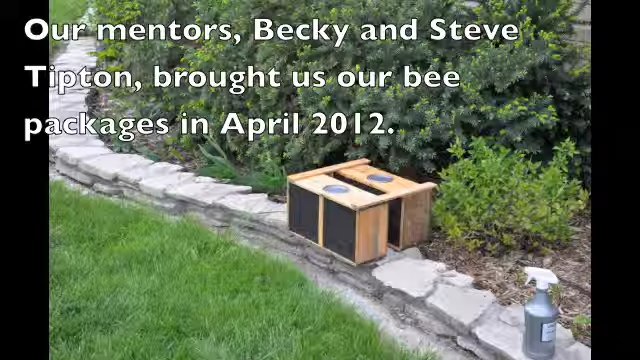 Our mentors, Becky and Steve
Tipton, brought us our bee
packages in April 2012.